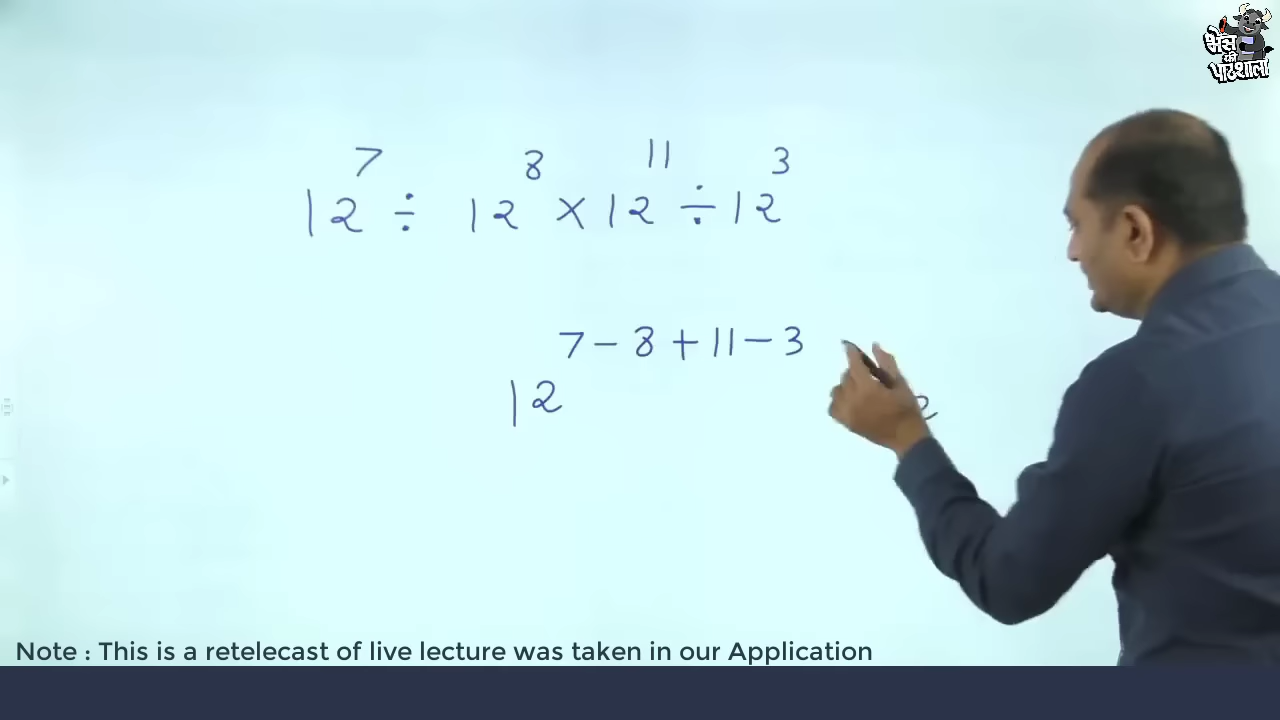 भैंस
की
पाठशाला
12⁷ ÷ 12⁸ × 12¹¹ ÷ 12³
12⁷⁻⁸⁺¹¹⁻³
2
Note : This is a retelecast of live lecture was taken in our Application